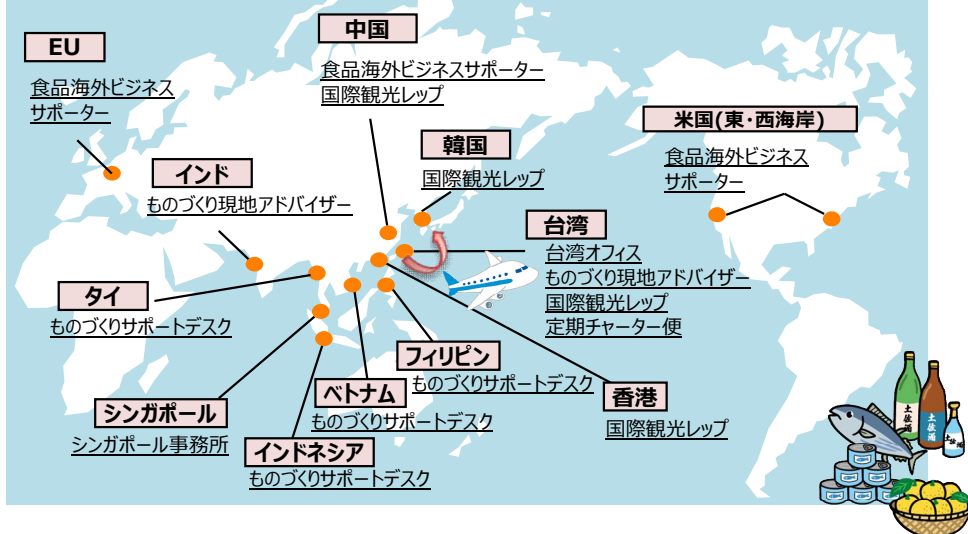 EU
食品海外ビジネス
サポーター
中国
食品海外ビジネスサポーター
国際観光レップ
韓国
国際観光レップ
米国(東・西海岸)
食品海外ビジネス
サポーター
インド
ものづくり現地アドバイザー
台湾
台湾オフィス
ものづくり現地アドバイザー
国際観光レップ
定期チャーター便
タイ
ものづくりサポートデスク
フィリピン
ものづくりサポートデスク
ベトナム
ものづくりサポートデスク
香港
国際観光レップ
シンガポール
シンガポール事務所
インドネシア
ものづくりサポートデスク
土佐酒
土佐酒
土佐酒